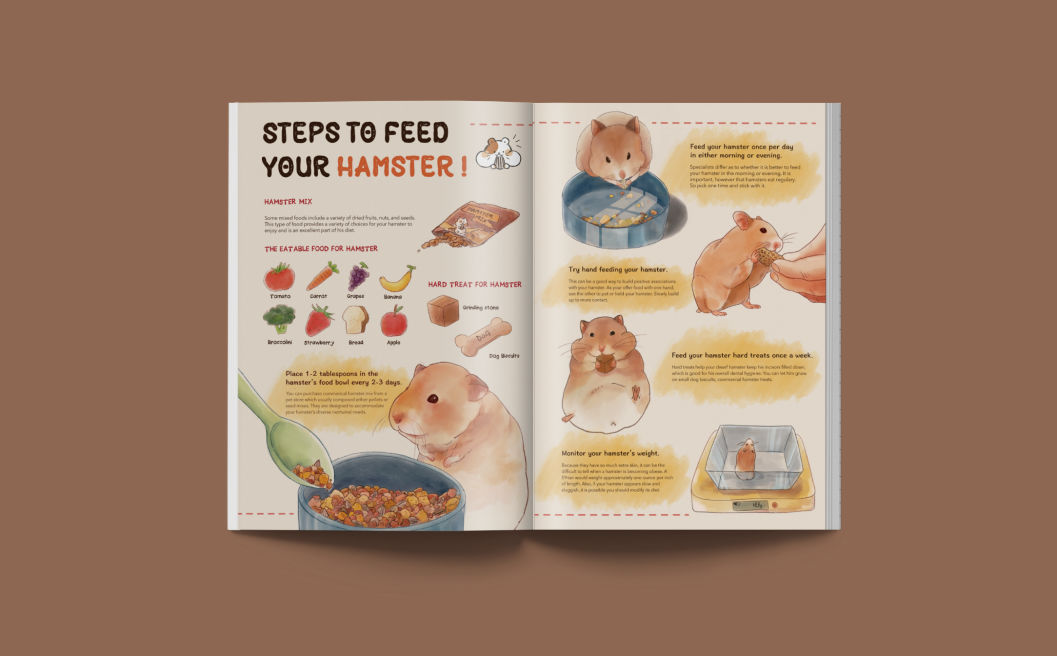 STEPS TO FEED
YOUR HAMSTER !
HAMSTER MIX
Some mixed foods include a variety of dried fruits, nuts, and seeds.
This type of food provides a variety of choices for your hamster to
enjoy and is an excellent part of his diet.
THE EATABLE FOOD FOR HAMSTER
Tomato
Carrot
Grapes
Banana
Broccolini
Strawberry
Bread
Apple
HARD TREAT FOR HAMSTER
Grinding stone
DOG
Dog Biscuits
Place 1-2 tablespoons in the
hamster's food bowl every 2-3 days.
You can purchase commercial hamster mix from a
pet store which usually composed either pellets or
seed mixes. They are designed to accommodate
your hamster's diverse nutritional needs.
Feed your hamster once per day
in either morning or evening.
Specialists differ as to whether it is better to feed
your hamster in the morning or evening. It is
important, however that hamsters eat regulary.
So pick one time and stick with it.
Try hand feeding your hamster.
This can be a good way to build positive associations
with your hamster. As your offer food with one hand,
use the other to pet or hold your hamster. Slowly build
up to more contact.
Feed your hamster hard treats once a week.
Hard treats help your dwarf hamster keep his incisors filed down,
which is good for his overall dental hygiene. You can let him gnaw
on small dog biscuits, commercial hamster treats.
Monitor your hamster's weight.
Because they have so much extra skin, it can be the
difficult to tell when a hamster is becoming obese. A
would weight approximately one ounce per inch
of length. Also, if your hamster appears slow and
sluggish, it is possible you should modify its diet.